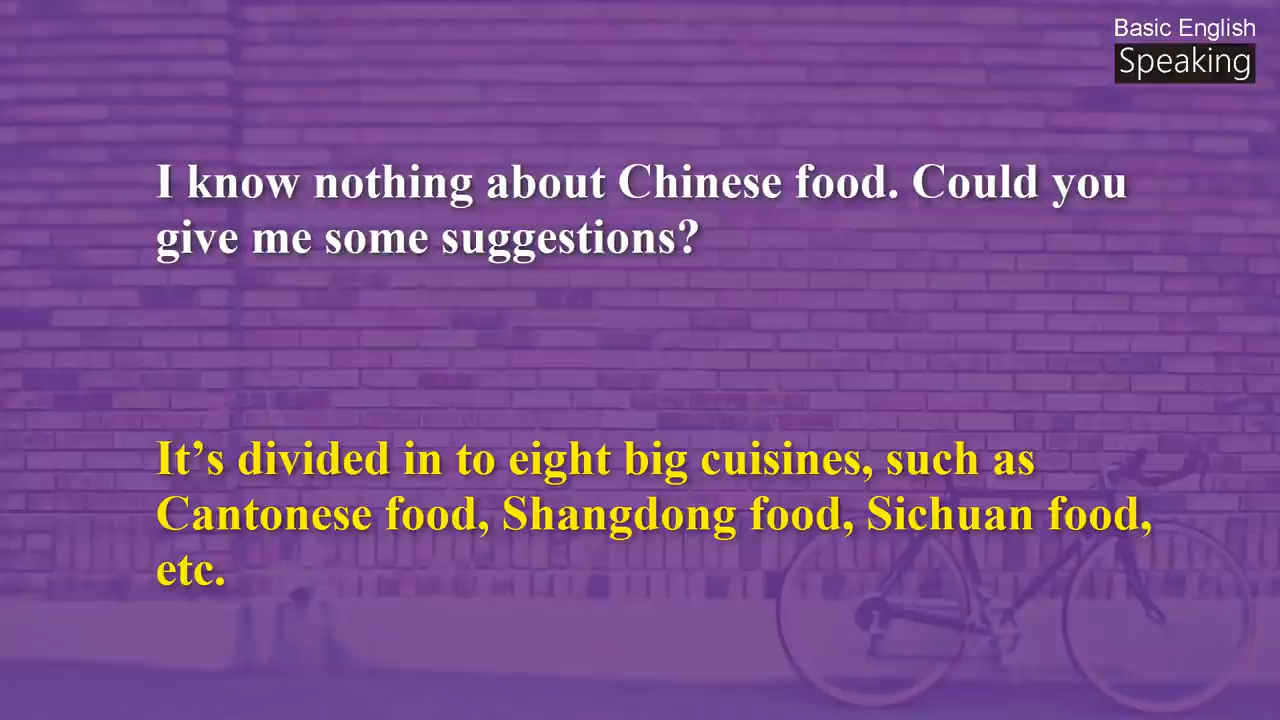 Basic English
Speaking
I know nothing about Chinese food. Could you
give me some suggestions?
It’s divided in to eight big cuisines, such as
Cantonese food, Shangdong food, Sichuan food,
etc.